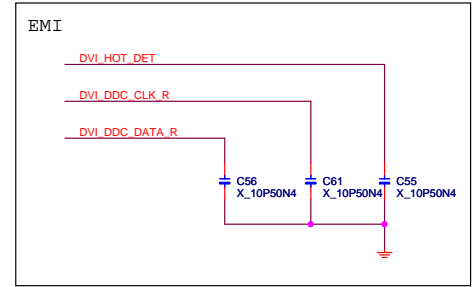 EMI
DVI_HOT_DET
DVI_DDC_CLK_R
DVI_DDC_DATA_R
C56
X_10P50N4
C61
X_10P50N4
C55
X_10P50N4